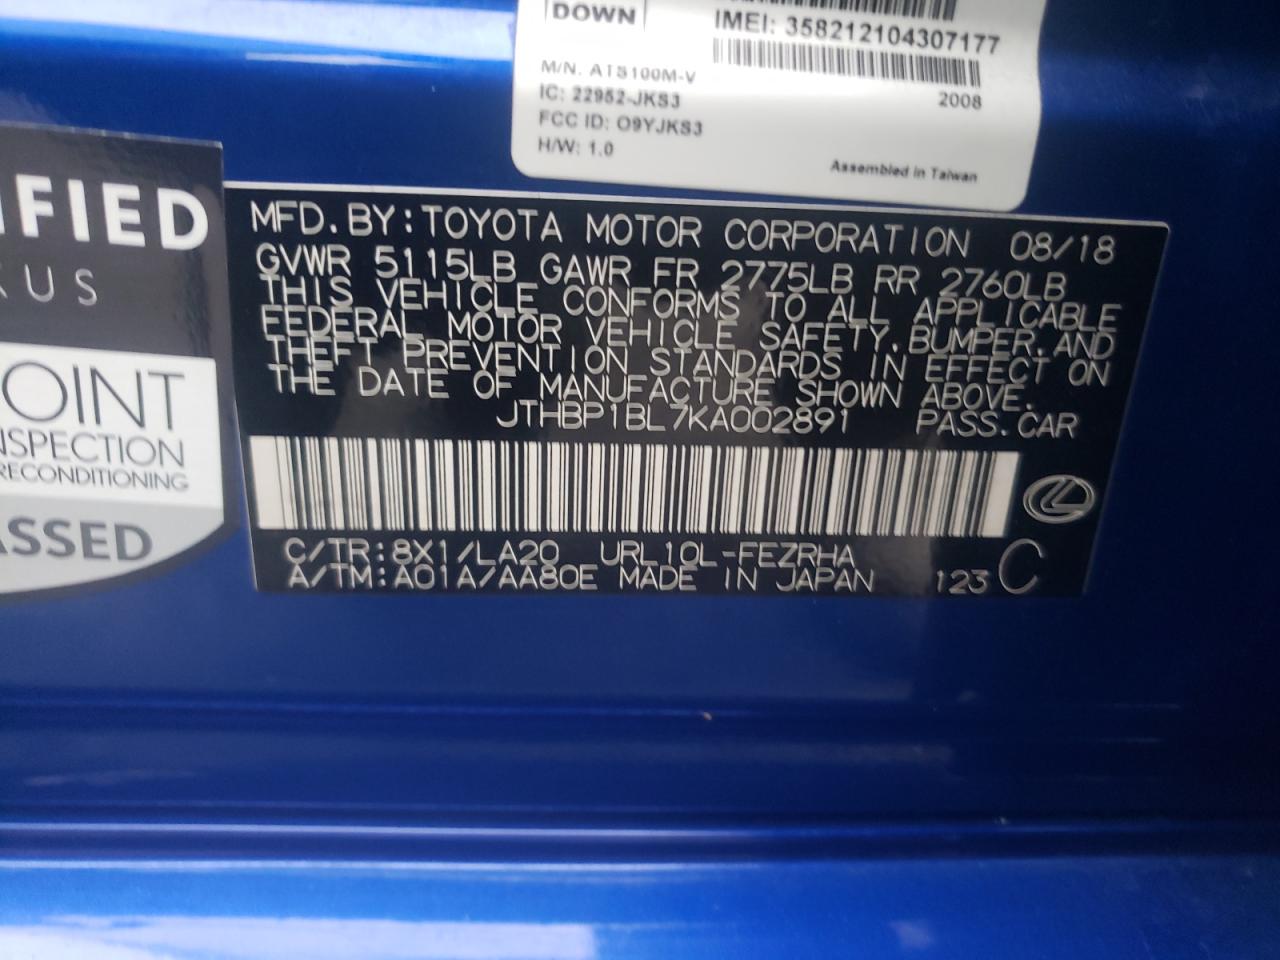 DOWN
IMEI: 358212104307177
M/N. ATS100M-V
IC: 22952-JKS3
2008
FCC ID: O9YJKS3
H/W: 1.0
Assembled in Taiwan
IFIED
US
OINT
NSPECTION
RECONDITIONING
ASSED
MFD.BY:TOYOTA MOTOR CORPORATION 08/18
GVWR 5115LB GAWR FR 2775LB RR 2760LB
THIS VEHICLE CONFORMS TO ALL APPLICABLE
FEDERAL MOTOR VEHICLE SAFETY,BUMPER,AND
THEFT PREVENTION STANDARDS IN EFFECT ON
THE DATE OF MANUFACTURE SHOWN ABOVE.
JTHBP1BL7KA002891 PASS.CAR
C/TR:8X1/LA20 URL10L-FEZRHA
A/TM:A01A/AA80E MADE IN JAPAN 123 C